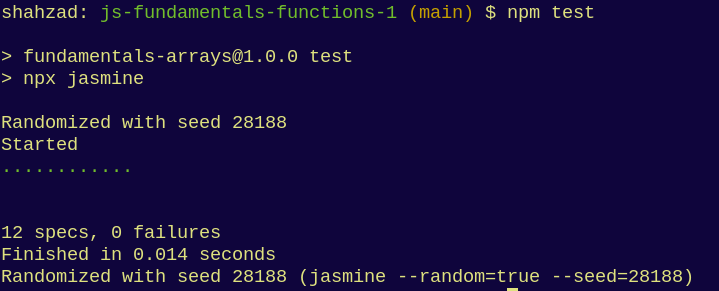 shahzad: js-fundamentals-functions-1 (main) $ npm test
> fundamentals-arrays@1.0.0 test
> npx jasmine
Randomized with seed 28188
Started
............
12 specs, 0 failures
Finished in 0.014 seconds
Randomized with seed 28188 (jasmine --random=true --seed=28188)